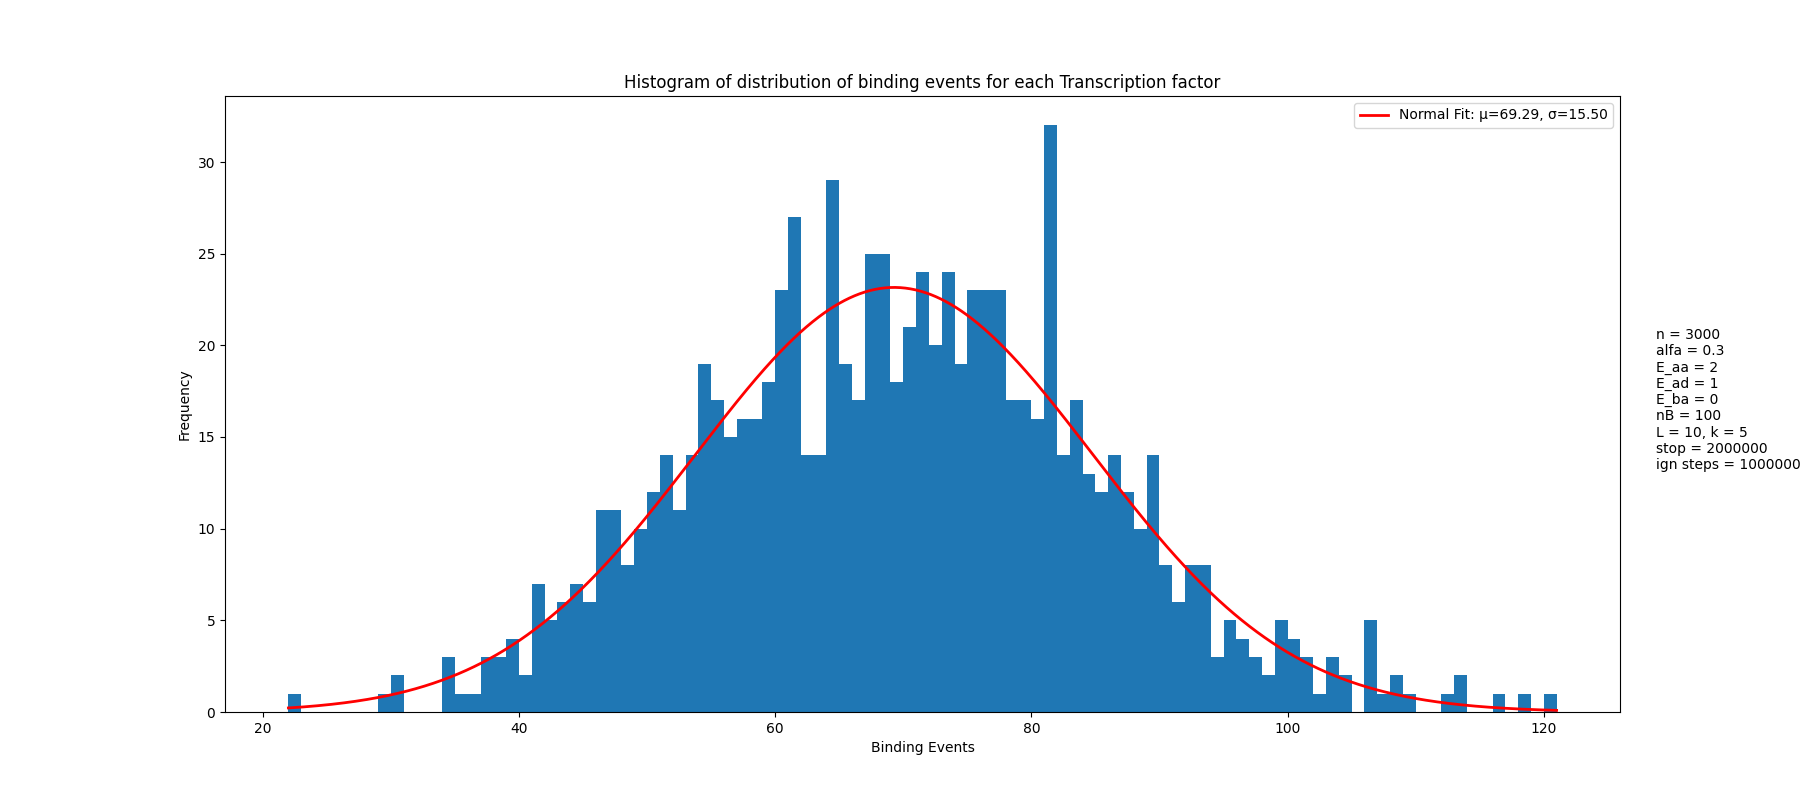 Histogram of distribution of binding events for each Transcription factor
Normal Fit: μ=69.29, σ=15.50
30
25
20
15
10
5
0
Frequency
20 40 60 80 100 120
Binding Events
n = 3000
alfa = 0.3
E_aa = 2
E_ad = 1
E_ba = 0
nB = 100
L = 10, k = 5
stop = 2000000
ign steps = 1000000